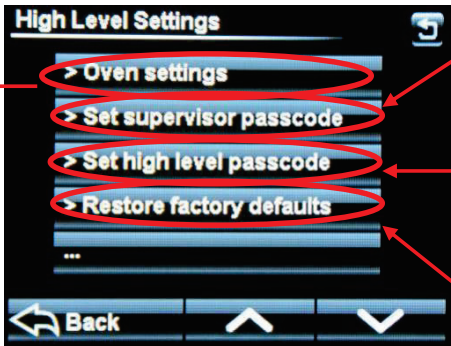 High Level Settings
> Oven settings
> Set supervisor passcode
> Set high level passcode
> Restore factory defaults
...
Back